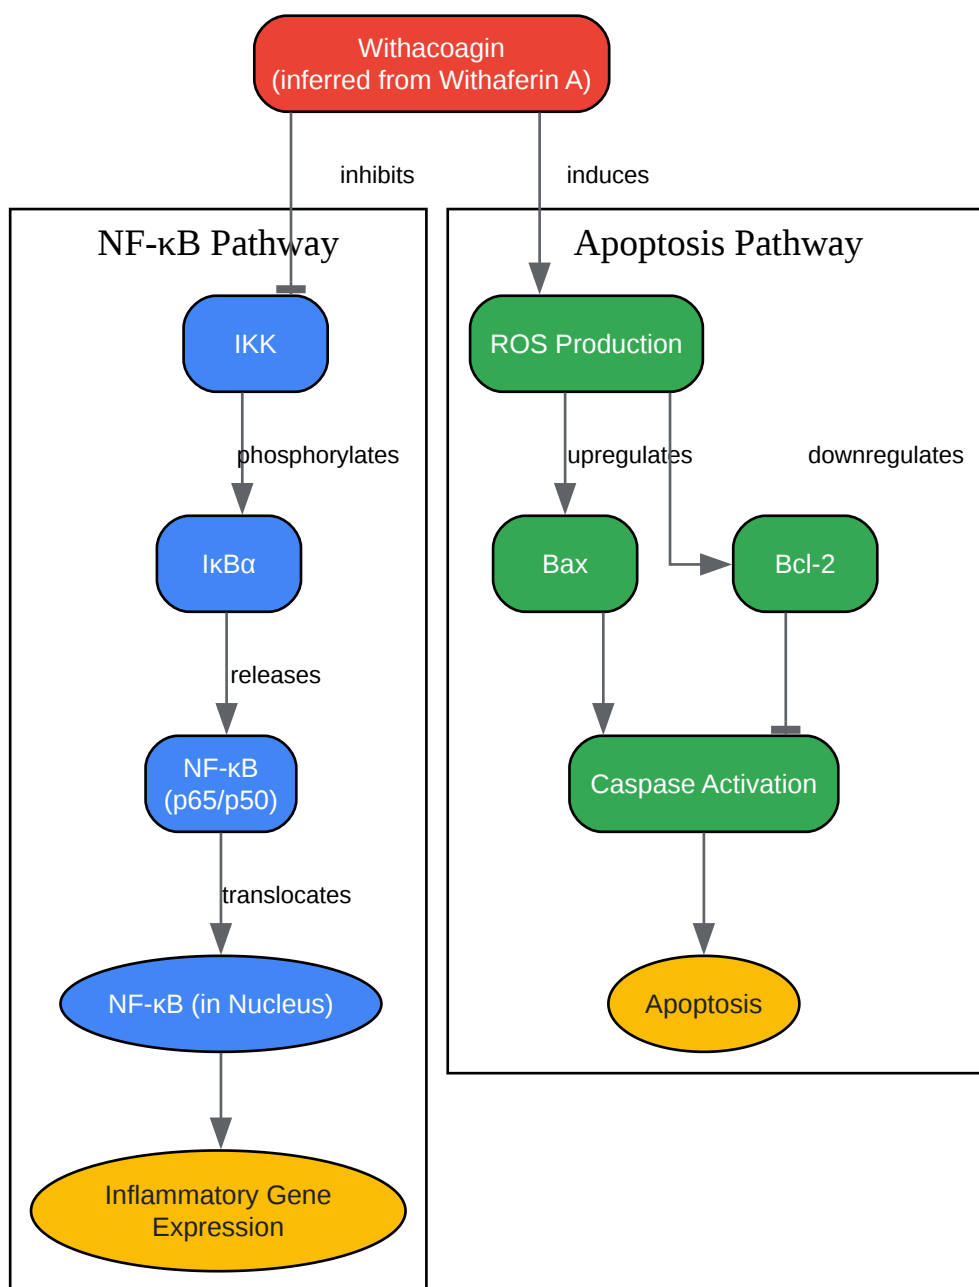 Withacoagin
(inferred from Withaferin A)
inhibits
induces
NF-κB Pathway
Apoptosis Pathway
IKK
ROS Production
phosphorylates
upregulates
downregulates
IκBα
Bax
Bcl-2
releases
NF-κB
(p65/p50)
Caspase Activation
translocates
NF-κB (in Nucleus)
Apoptosis
Inflammatory Gene
Expression